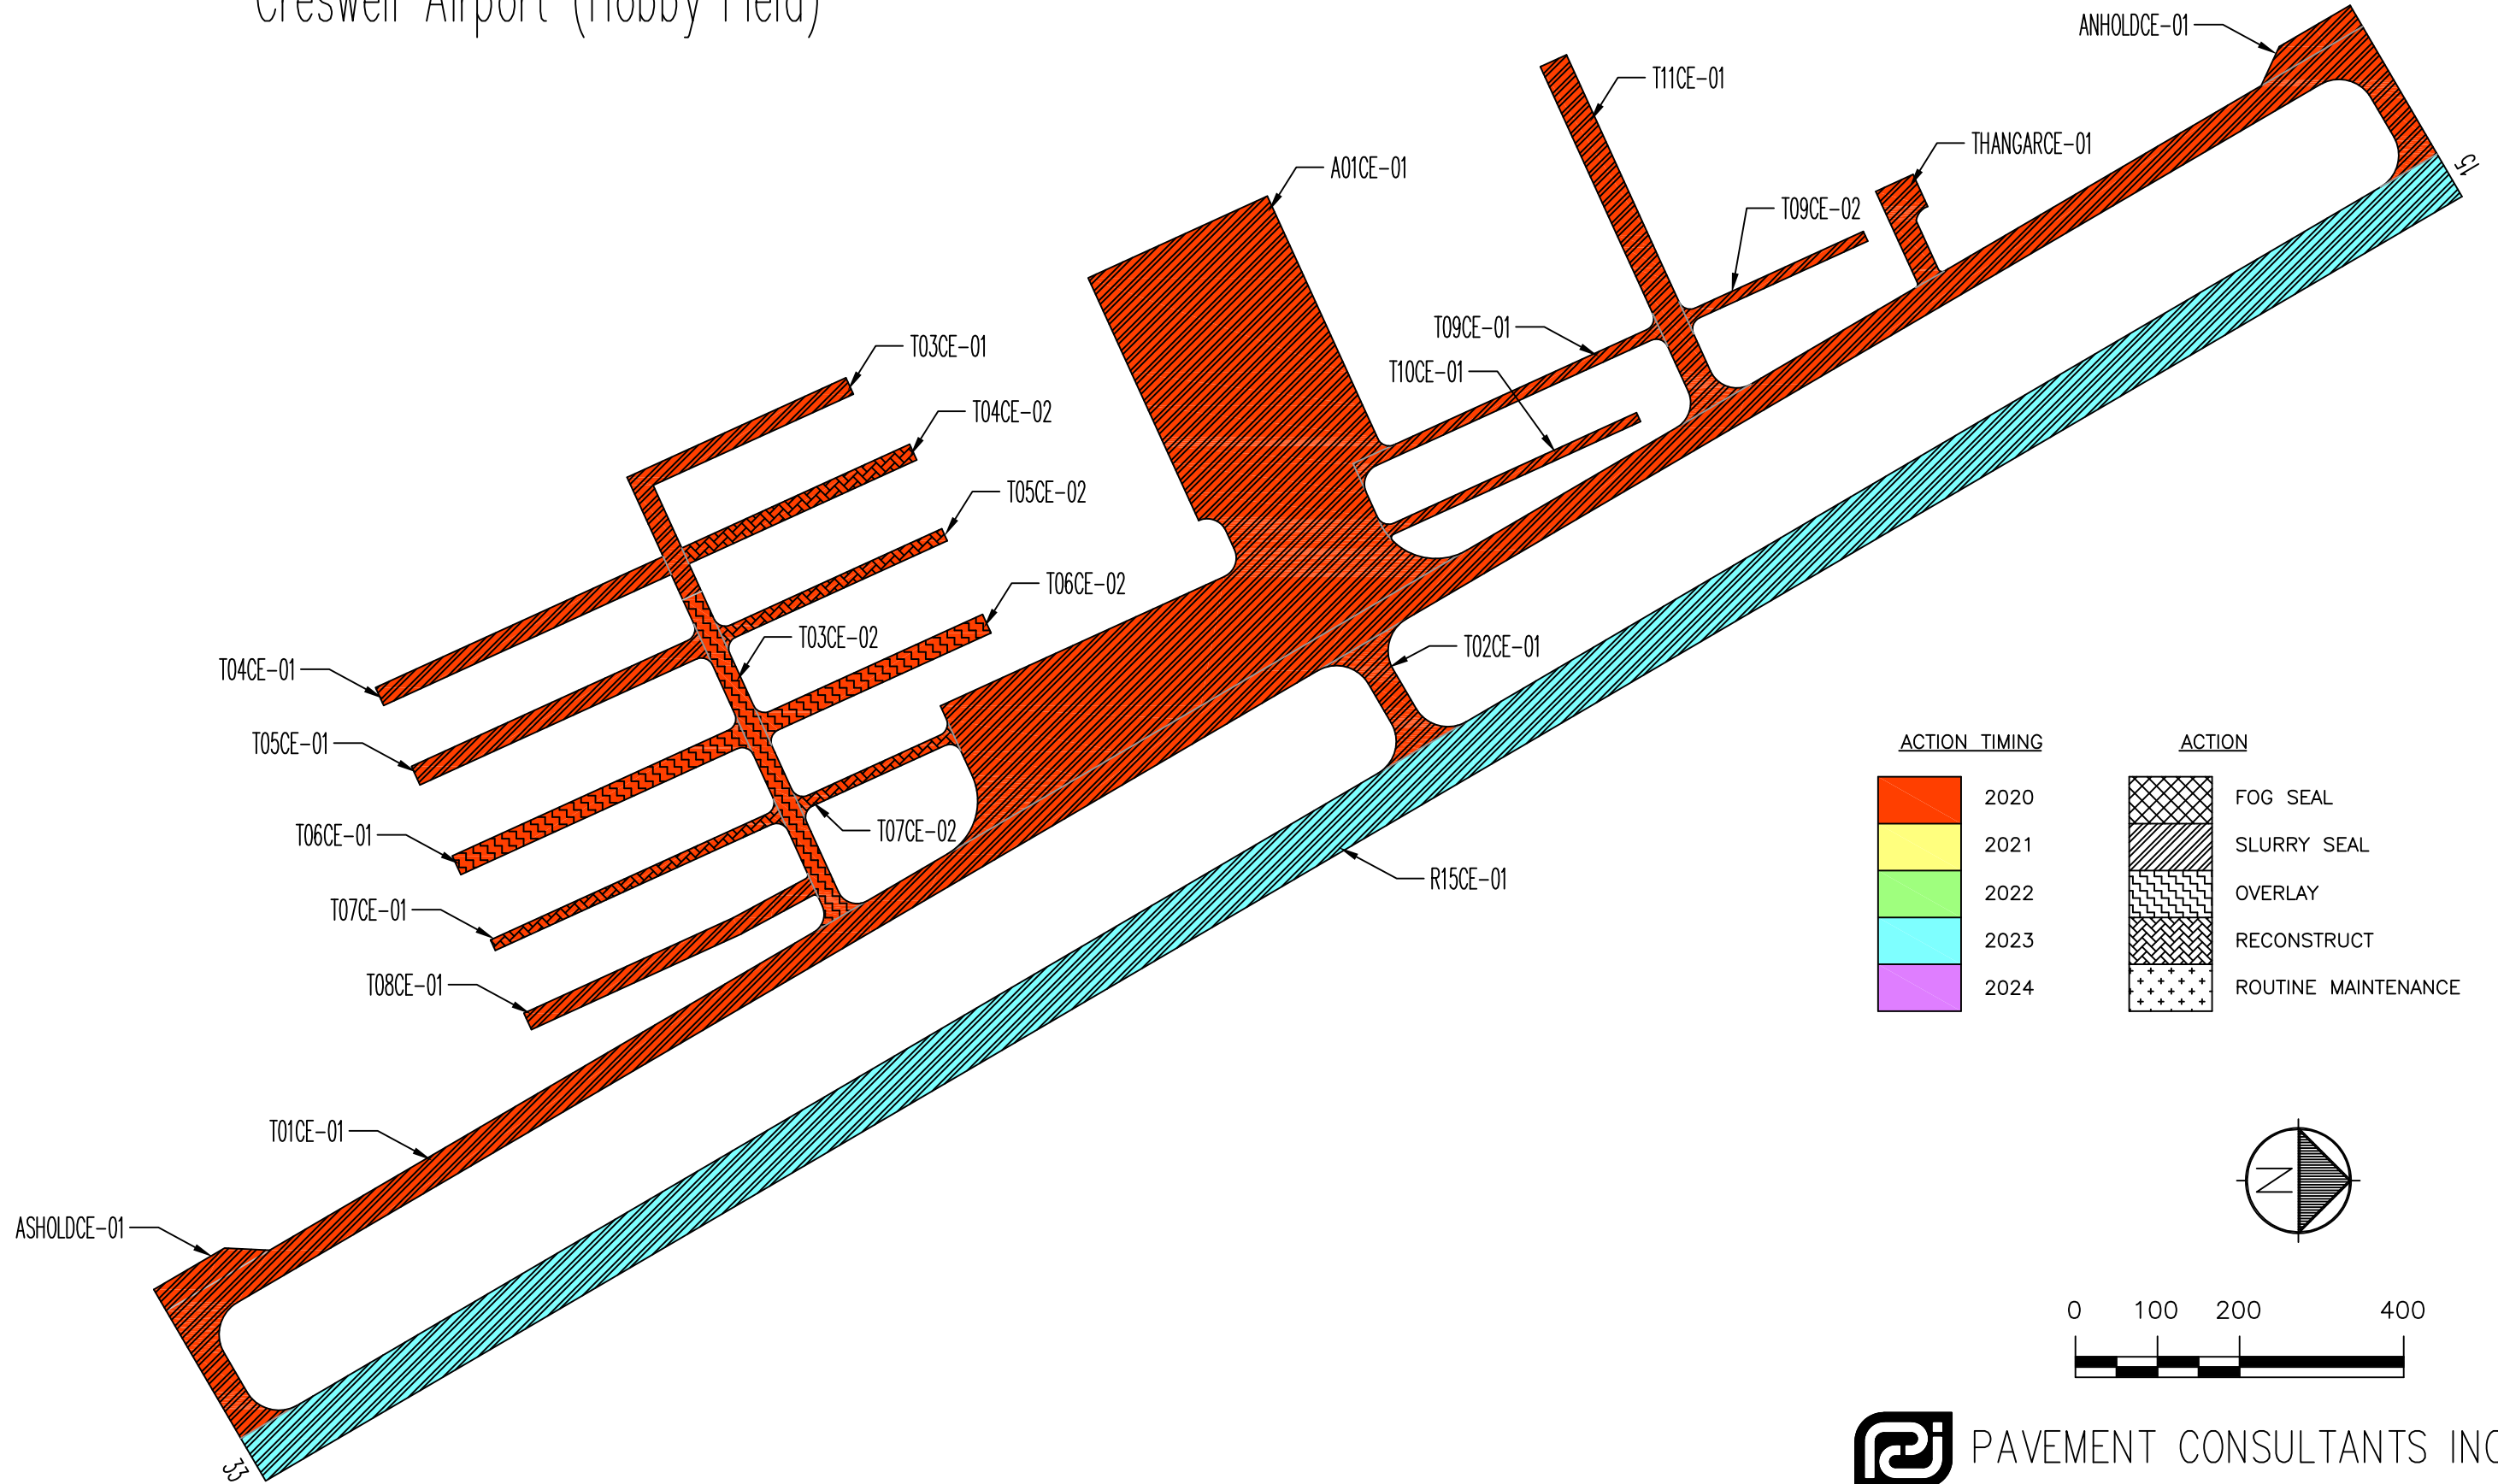 Creswell Airport (Hobby Field)
ANHOLDCE-01
T11CE-01
THANGARCE-01
A01CE-01
15
T09CE-02
T09CE-01
T03CE-01
T10CE-01
T04CE-02
T05CE-02
T06CE-02
T03CE-02
T02CE-01
T04CE-01
T05CE-01
T06CE-01
T07CE-02
R15CE-01
T07CE-01
T08CE-01
T01CE-01
ASHOLDCE-01
33
ACTION TIMING
2020
2021
2022
2023
2024
ACTION
FOG SEAL
SLURRY SEAL
OVERLAY
RECONSTRUCT
ROUTINE MAINTENANCE
N
0 100 200 400
PAVEMENT CONSULTANTS INC